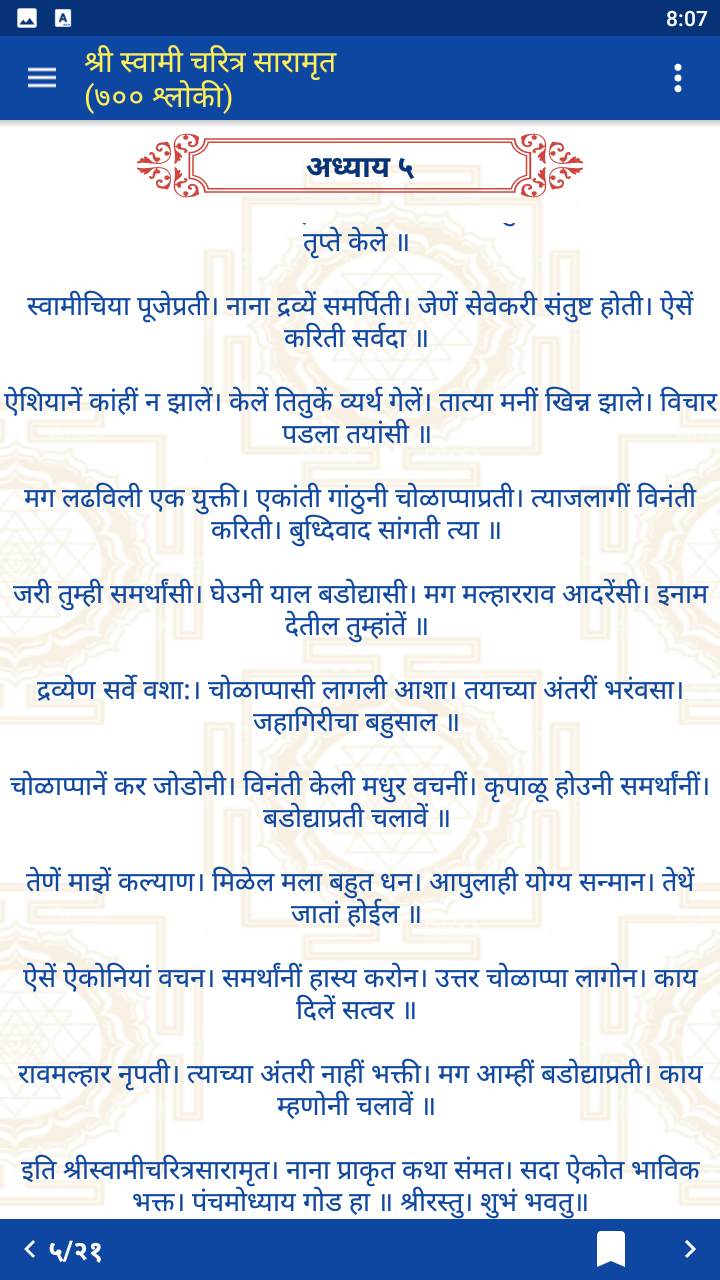 8:07
श्री स्वामी चरित्र सारामृत
(७०० श्लोकी)
अध्याय ५
तृप्ते केले ॥
स्वामीचिया पूजेप्रती। नाना द्रव्यें समर्पिती। जेणें सेवेकरी संतुष्ट होती। ऐसें
करिती सर्वदा ॥
ऐशियानें कांहीं न झालें। केलें तितुकें व्यर्थ गेलें। तात्या मनीं खिन्न झाले। विचार
पडला तयांसी ॥
मग लढविली एक युक्ती। एकांती गांठुनी चोळाप्पाप्रती। त्याजलागीं विनंती
करिती। बुध्दिवाद सांगती त्या ॥
जरी तुम्ही समर्थांसी। घेउनी याल बडोद्यासी। मग मल्हारराव आदरेंसी। इनाम
देतील तुम्हांतें ॥
द्रव्येण सर्वे वशा:। चोळाप्पासी लागली आशा। तयाच्या अंतरीं भरंवसा।
जहागिरीचा बहुसाल ॥
चोळाप्पानें कर जोडोनी। विनंती केली मधुर वचनीं। कृपाळू होउनी समर्थांनीं।
बडोद्याप्रती चलावें ॥
तेणें माझें कल्याण। मिळेल मला बहुत धन। आपुलाही योग्य सन्मान। तेथें
जातां होईल ॥
ऐसें ऐकोनियां वचन। समर्थांनीं हास्य करोन। उत्तर चोळाप्पा लागोन। काय
दिलें सत्वर ॥
रावमल्हार नृपती। त्याच्या अंतरी नाहीं भक्ती। मग आम्हीं बडोद्याप्रती। काय
म्हणोनी चलावें ॥
इति श्रीस्वामीचरित्रसारामृत। नाना प्राकृत कथा संमत। सदा ऐकोत भाविक
भक्त। पंचमोध्याय गोड हा ॥ श्रीरस्तु। शुभं भवतु॥
५/२१